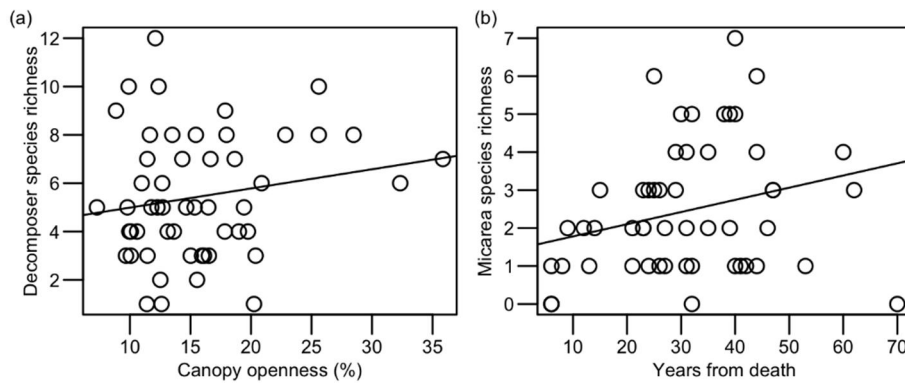 (a)
Decomposer species richness
12
10
8
6
4
2
10 15 20 25 30 35
Canopy openness (%)
(b)
Micarea species richness
7
6
5
4
3
2
1
0
10 20 30 40 50 60 70
Years from death